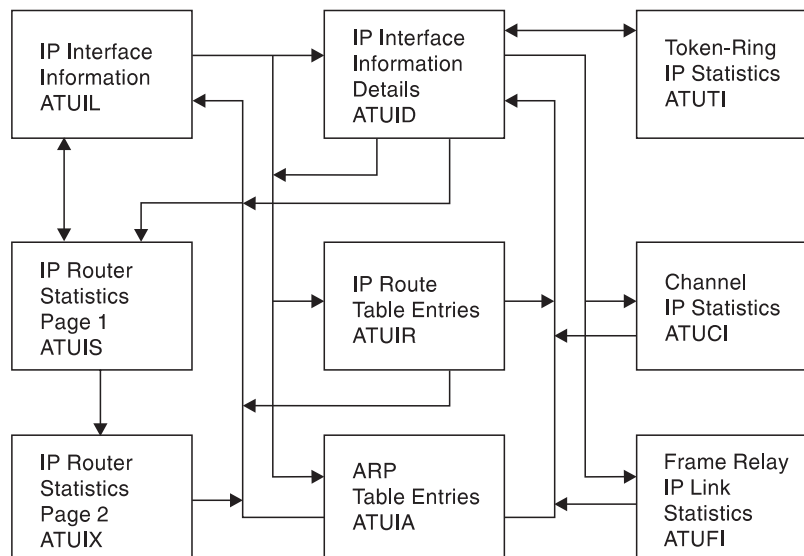 IP Interface
Information
ATUIL
IP Interface
Information
Details
ATUID
Token-Ring
IP Statistics
ATUTI
IP Router
Statistics
Page 1
ATUIS
IP Route
Table Entries
ATUIR
Channel
IP Statistics
ATUCI
IP Router
Statistics
Page 2
ATUIX
ARP
Table Entries
ATUIA
Frame Relay
IP Link
Statistics
ATUFI